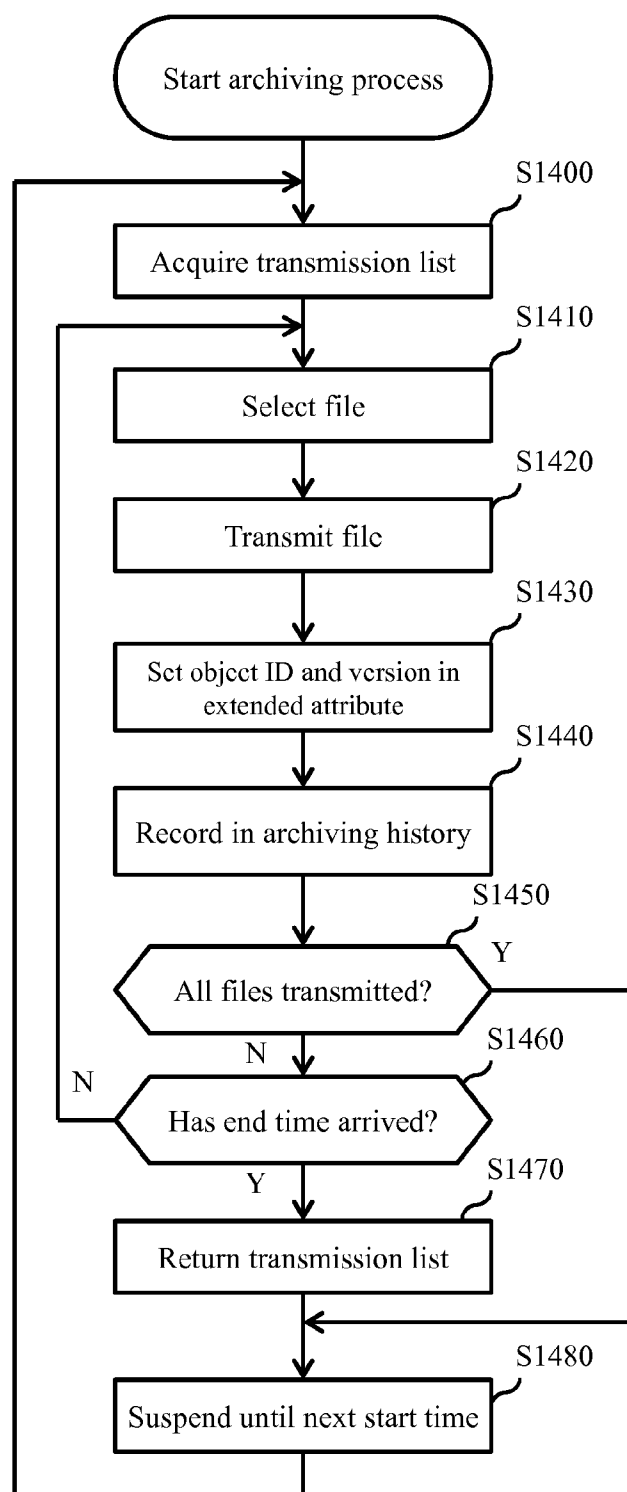 Start archiving process
S1400
Acquire transmission list
S1410
Select file
S1420
Transmit file
S1430
Set object ID and version in
extended attribute
S1440
Record in archiving history
S1450
All files transmitted?
Y
N
S1460
N
Has end time arrived?
Y
S1470
Return transmission list
S1480
Suspend until next start time